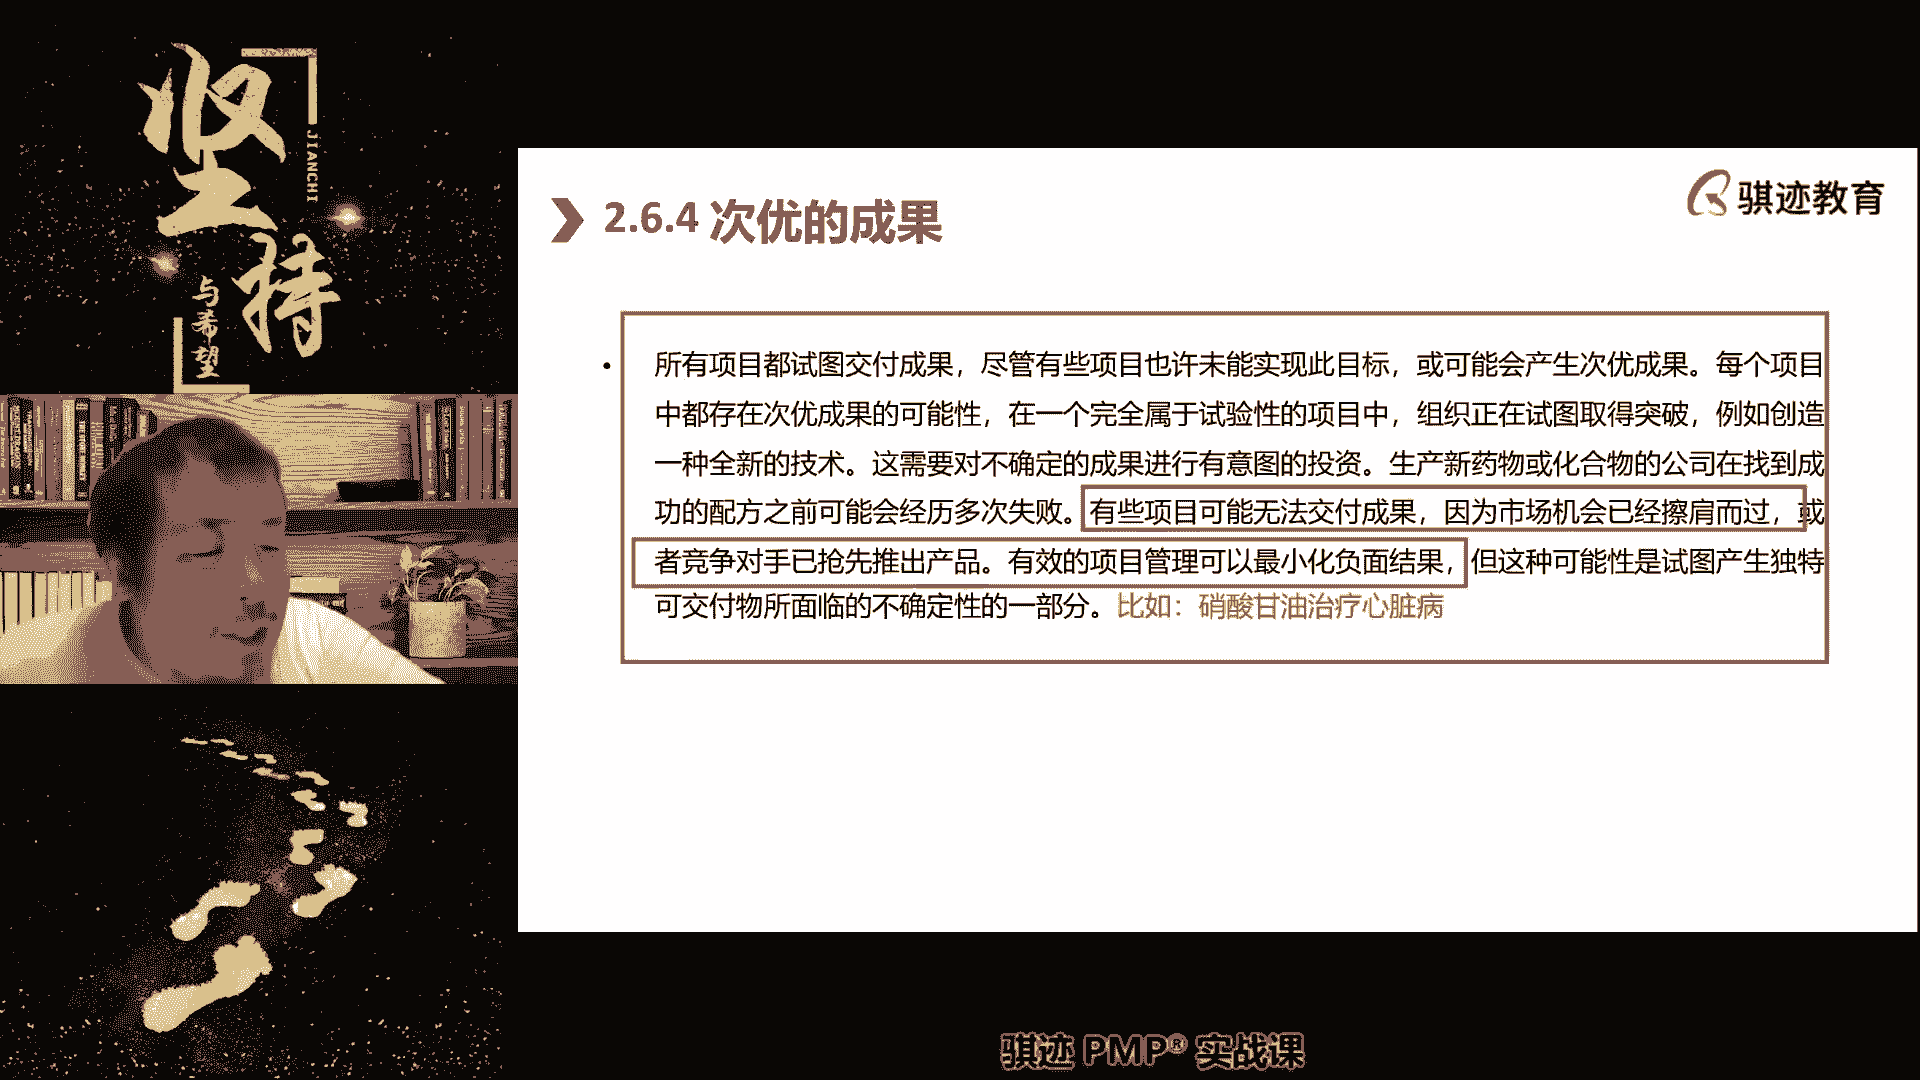 坚持
JIANCHI
与希望
骐迹教育
2.6.4 次优的成果
• 所有项目都试图交付成果，尽管有些项目也许未能实现此目标，或可能会产生次优成果。每个项目
中都存在次优成果的可能性，在一个完全属于试验性的项目中，组织正在试图取得突破，例如创造
一种全新的技术。这需要对不确定的成果进行有意图的投资。生产新药物或化合物的公司在找到成
功的配方之前可能会经历多次失败。有些项目可能无法交付成果，因为市场机会已经擦肩而过，或
者竞争对手已抢先推出产品。有效的项目管理可以最小化负面结果，但这种可能性是试图产生独特
可交付物所面临的不确定性的一部分。比如：硝酸甘油治疗心脏病
骐迹 PMP® 实战课